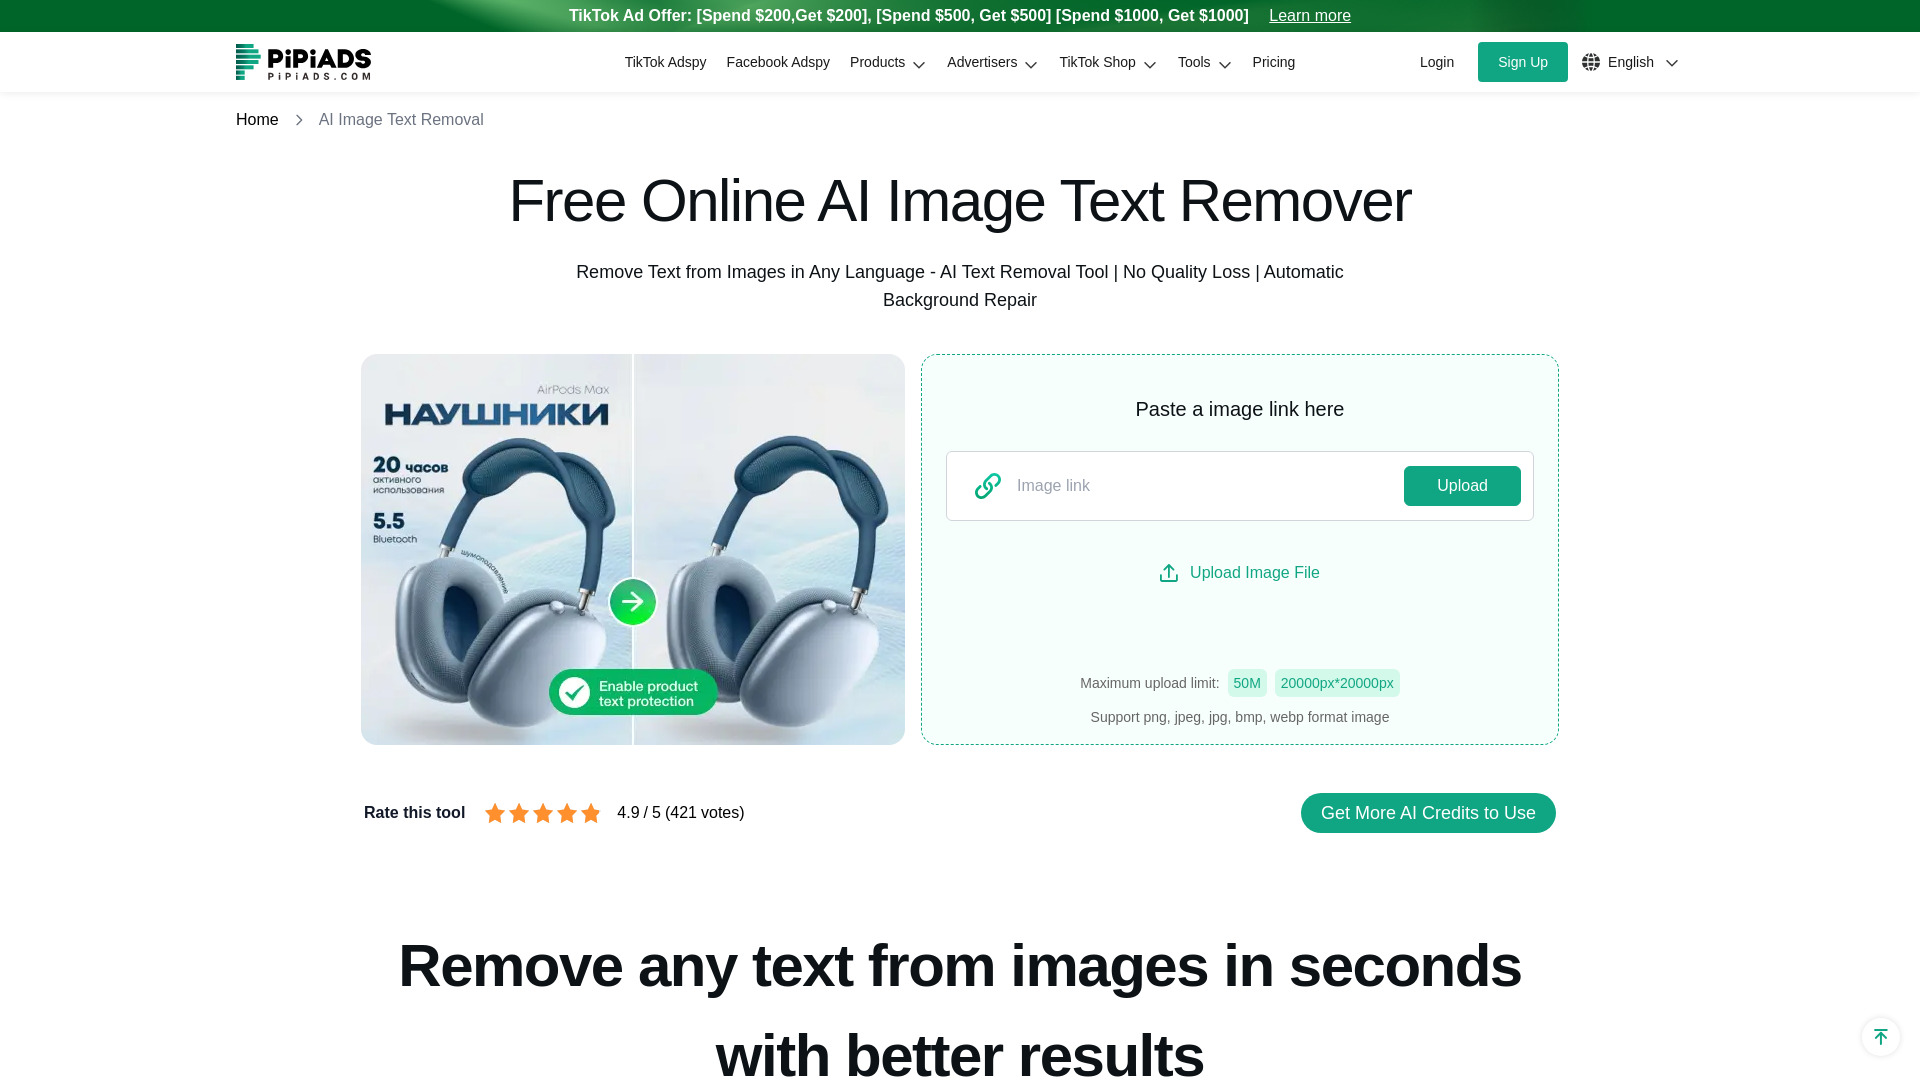 TikTok Ad Offer: [Spend $200,Get $200], [Spend $500, Get $500] [Spend $1000, Get $1000] Learn more
PiPiADS
PIPIADS.COM
TikTok Adspy Facebook Adspy Products Advertisers TikTok Shop Tools Pricing Login Sign Up English
Home AI Image Text Removal
Free Online AI Image Text Remover
Remove Text from Images in Any Language - AI Text Removal Tool | No Quality Loss | Automatic
Background Repair
AirPods Max
НАУШНИКИ
20 часов
активного
использования
5.5
Bluetooth
шумоподавление
Enable product
text protection
Paste a image link here
Image link Upload
Upload Image File
Maximum upload limit: 50M 20000px*20000px
Support png, jpeg, jpg, bmp, webp format image
Rate this tool 4.9 / 5 (421 votes) Get More AI Credits to Use
Remove any text from images in seconds
with better results